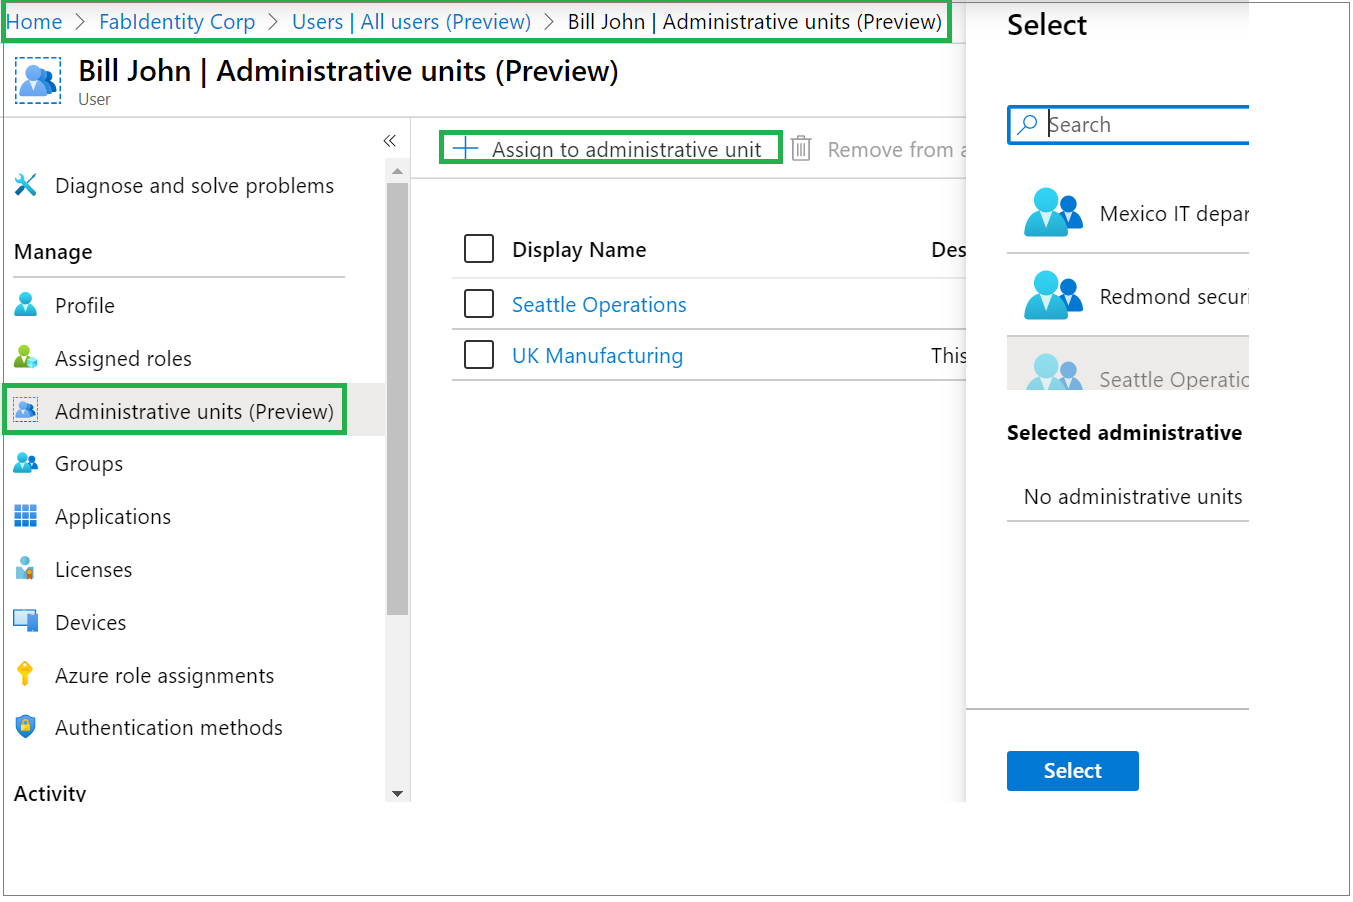 Home > FabIdentity Corp > Users | All users (Preview) > Bill John | Administrative units (Preview)
Bill John | Administrative units (Preview)
User
«
Diagnose and solve problems
Manage
Profile
Assigned roles
Administrative units (Preview)
Groups
Applications
Licenses
Devices
Azure role assignments
Authentication methods
Activity
+ Assign to administrative unit
Remove from a
Display Name Des
Seattle Operations
UK Manufacturing This
Select
Search
Mexico IT depar
Redmond securi
Seattle Operatio
Selected administrative
No administrative units
Select